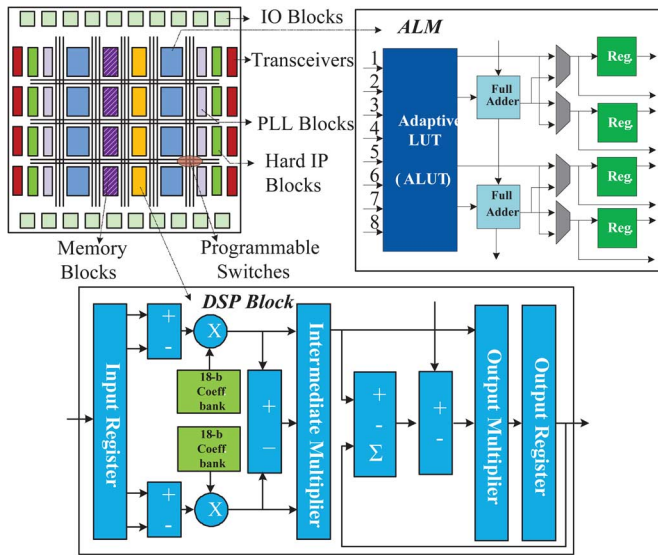 IO Blocks
Transceivers
PLL Blocks
Hard IP
Blocks
Memory
Blocks
Programmable
Switches
ALM
1
2
3
4
5
6
7
8
Adaptive
LUT
(ALUT)
Full
Adder
Full
Adder
Reg.
Reg.
Reg.
Reg.
DSP Block
Input Register
+
-
+
-
X
18-b
Coeff
bank
18-b
Coeff
bank
X
+
–
Intermediate Multiplier
+
-
Σ
+
-
Output Multiplier
Output Register